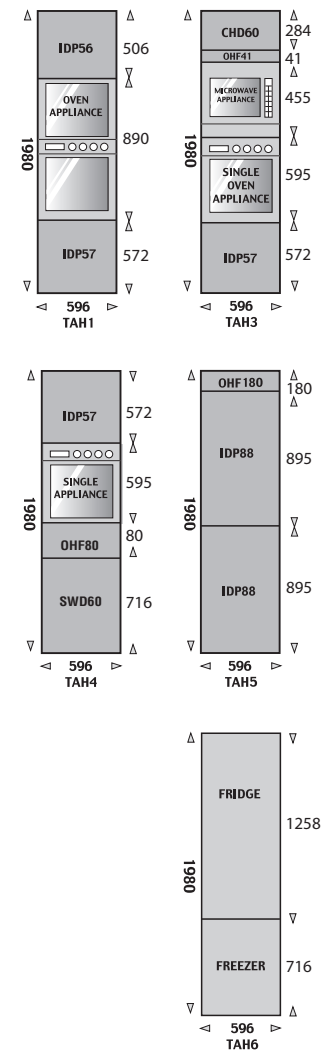 IDP56 506
OVEN
APPLIANCE
890
1980
IDP57 572
596
TAH1
CHD60 284
OHF41 41
MICROWAVE
APPLIANCE
455
1980
SINGLE
OVEN
APPLIANCE
595
IDP57 572
596
TAH3
IDP57 572
SINGLE
APPLIANCE
595
1980
OHF80 80
SWD60 716
596
TAH4
OHF180 180
IDP88 895
1980
IDP88 895
596
TAH5
FRIDGE
1258
1980
FREEZER 716
596
TAH6